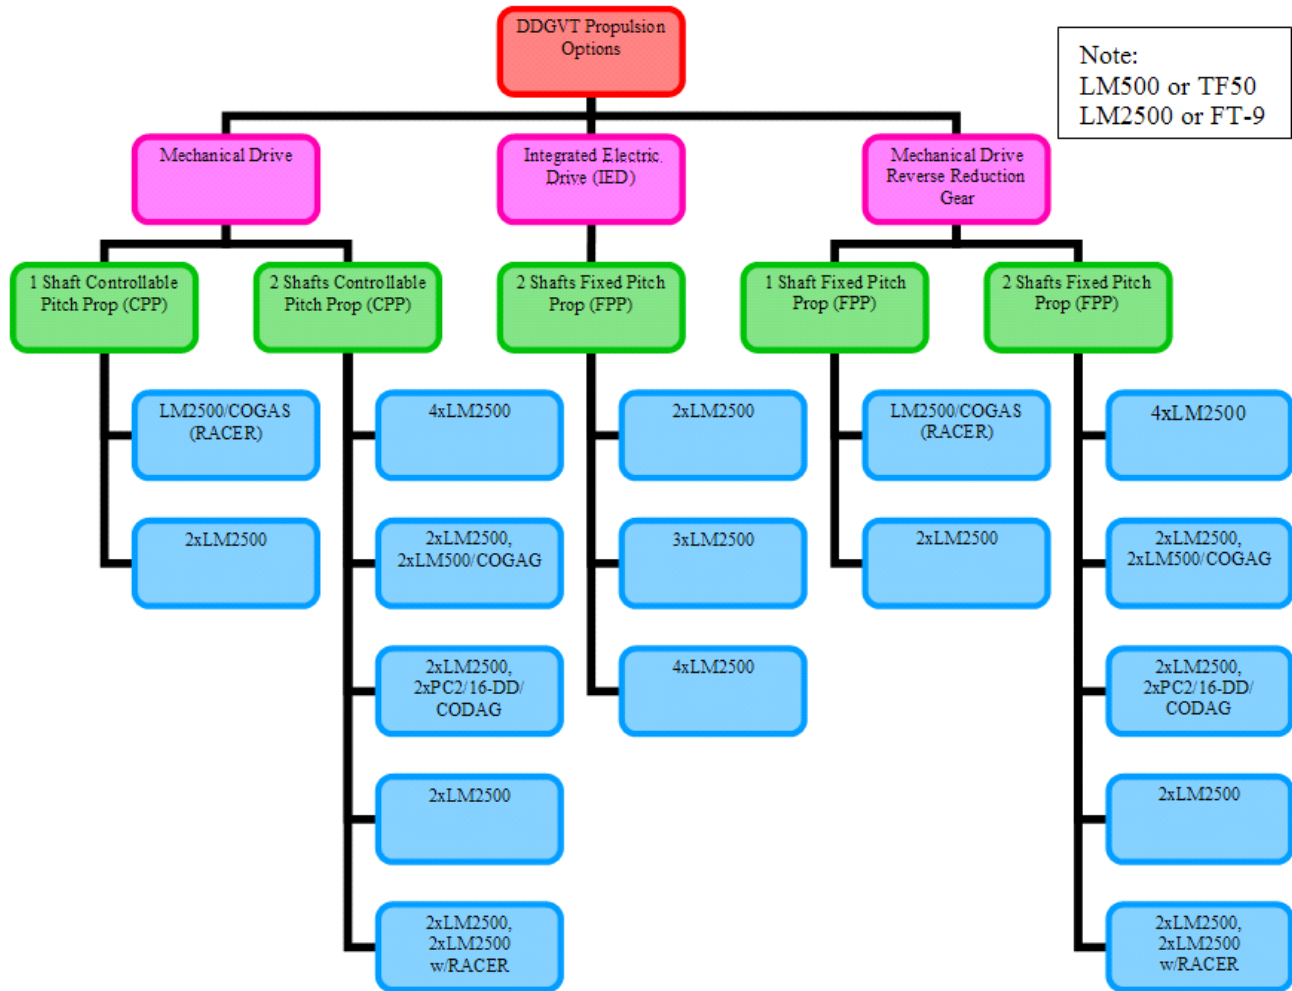 DDGVT Propulsion
Options
Note:
LM500 or TF50
LM2500 or FT-9
Mechanical Drive
Integrated Electric.
Drive (IED)
Mechanical Drive
Reverse Reduction
Gear
1 Shaft Controllable
Pitch Prop (CPP)
2 Shafts Controllable
Pitch Prop (CPP)
2 Shafts Fixed Pitch
Prop (FPP)
1 Shaft Fixed Pitch
Prop (FPP)
2 Shafts Fixed Pitch
Prop (FPP)
LM2500/COGAS
(RACER)
4xLM2500
2xLM2500
LM2500/COGAS
(RACER)
4xLM2500
2xLM2500
2xLM2500,
2xLM500/COGAG
3xLM2500
2xLM2500
2xLM2500,
2xLM500/COGAG
2xLM2500,
2xPC2/16-DD/
CODAG
4xLM2500
2xLM2500,
2xPC2/16-DD/
CODAG
2xLM2500
2xLM2500
2xLM2500,
2xLM2500
w/RACER
2xLM2500,
2xLM2500
w/RACER